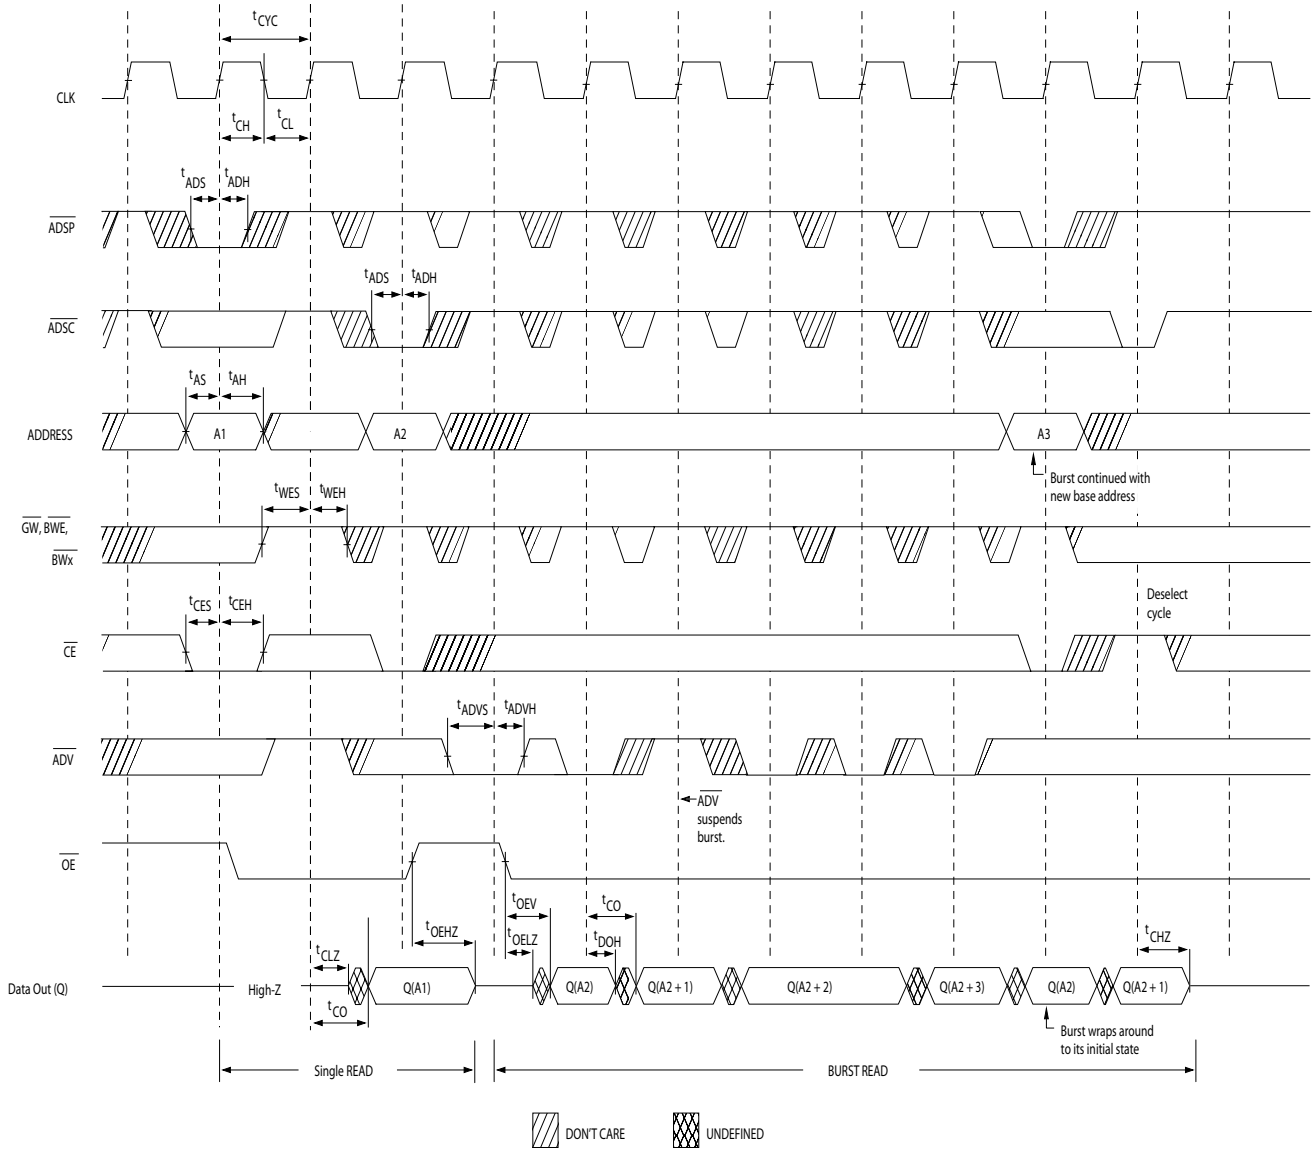 tCYC
CLK
tCH
tCL
tADS
tADH
ADSP
tADS
tADH
ADSC
tAS
tAH
ADDRESS
A1
A2
A3
Burst continued with
new base address
tWES
tWEH
GW, BWE,
BWx
Deselect
cycle
tCES
tCEH
CE
tADVS
tADVH
ADV
ADV
suspends
burst.
OE
tOEV
tCO
tOEHZ
tOELZ
tDOH
tCHZ
tCLZ
Data Out (Q)
High-Z
Q(A1)
Q(A2)
Q(A2 + 1)
Q(A2 + 2)
Q(A2 + 3)
Q(A2)
Q(A2 + 1)
tCO
Burst wraps around
to its initial state
Single READ
BURST READ
DON'T CARE
UNDEFINED